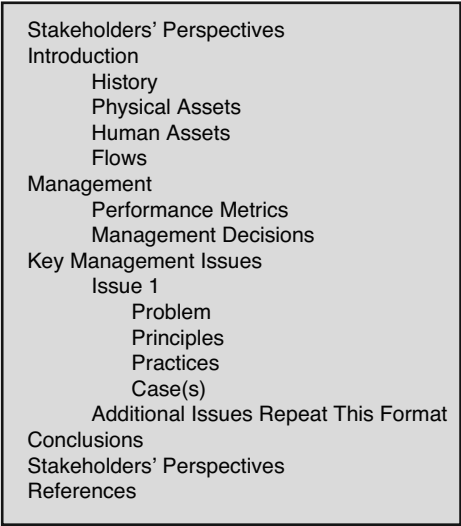 Stakeholders’ Perspectives
Introduction
History
Physical Assets
Human Assets
Flows
Management
Performance Metrics
Management Decisions
Key Management Issues
Issue 1
Problem
Principles
Practices
Case(s)
Additional Issues Repeat This Format
Conclusions
Stakeholders’ Perspectives
References